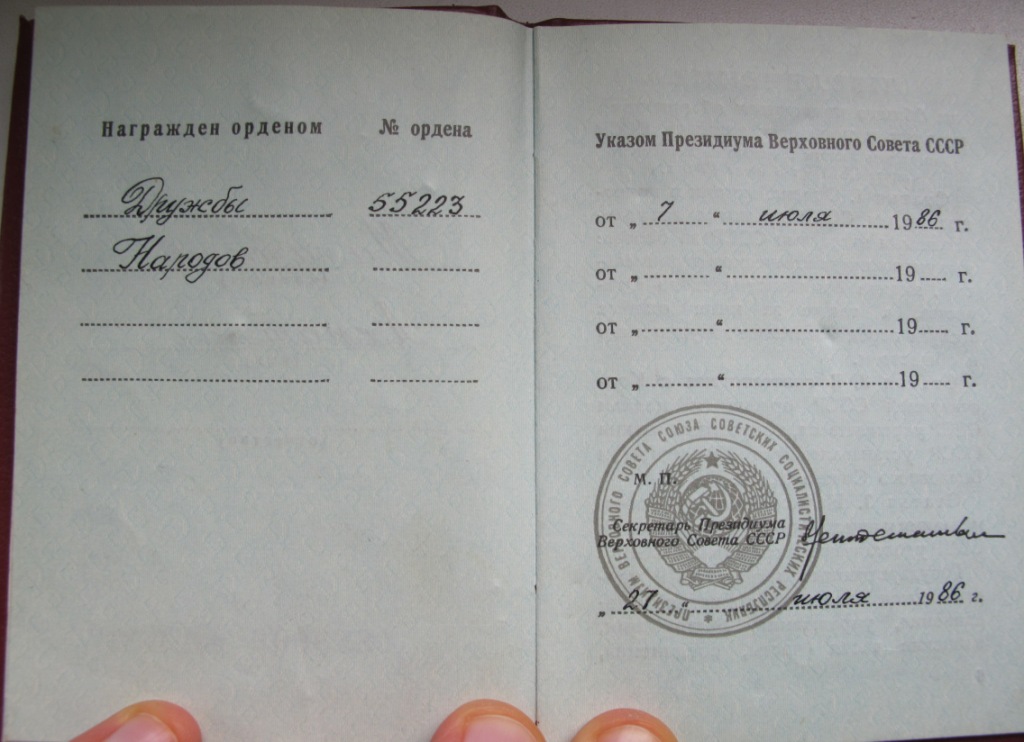 Награжден орденом № ордена
Дружбы 55223
Народов
Указом Президиума Верховного Совета СССР
от „ 7 “ июля 1986 г.
от „ “ 19 г.
от „ “ 19 г.
от „ “ 19 г.
ПРЕЗИДИУМ ВЕРХОВНОГО СОВЕТА СОЮЗА СОВЕТСКИХ СОЦИАЛИСТИЧЕСКИХ РЕСПУБЛИК
М. П.
Секретарь Президиума
Верховного Совета СССР
„ 27 “ июля 1986 г.